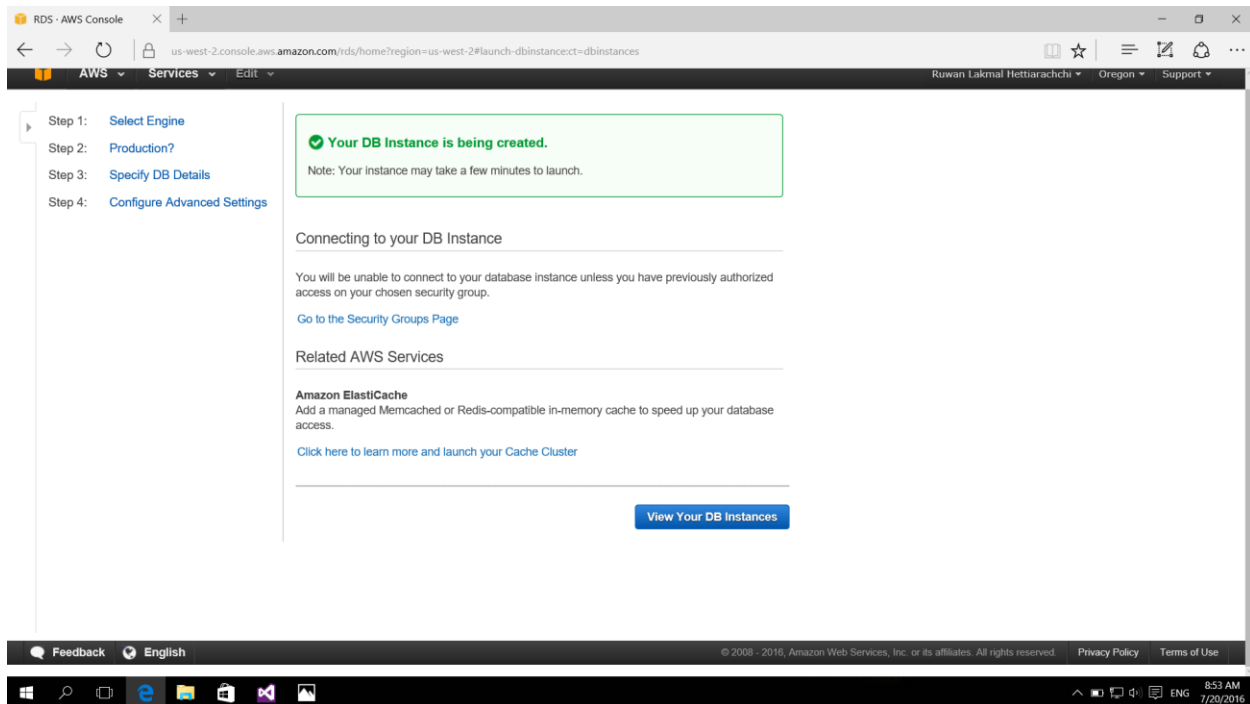 RDS · AWS Console
us-west-2.console.aws.amazon.com/rds/home?region=us-west-2#launch-dbinstance:ct=dbinstances
AWS Services Edit Ruwan Lakmal Hettiarachchi Oregon Support
Step 1: Select Engine
Step 2: Production?
Step 3: Specify DB Details
Step 4: Configure Advanced Settings
Your DB Instance is being created.
Note: Your instance may take a few minutes to launch.
Connecting to your DB Instance
You will be unable to connect to your database instance unless you have previously authorized
access on your chosen security group.
Go to the Security Groups Page
Related AWS Services
Amazon ElastiCache
Add a managed Memcached or Redis-compatible in-memory cache to speed up your database
access.
Click here to learn more and launch your Cache Cluster
View Your DB Instances
Feedback English © 2008 - 2016, Amazon Web Services, Inc. or its affiliates. All rights reserved. Privacy Policy Terms of Use
ENG 8:53 AM
7/20/2016